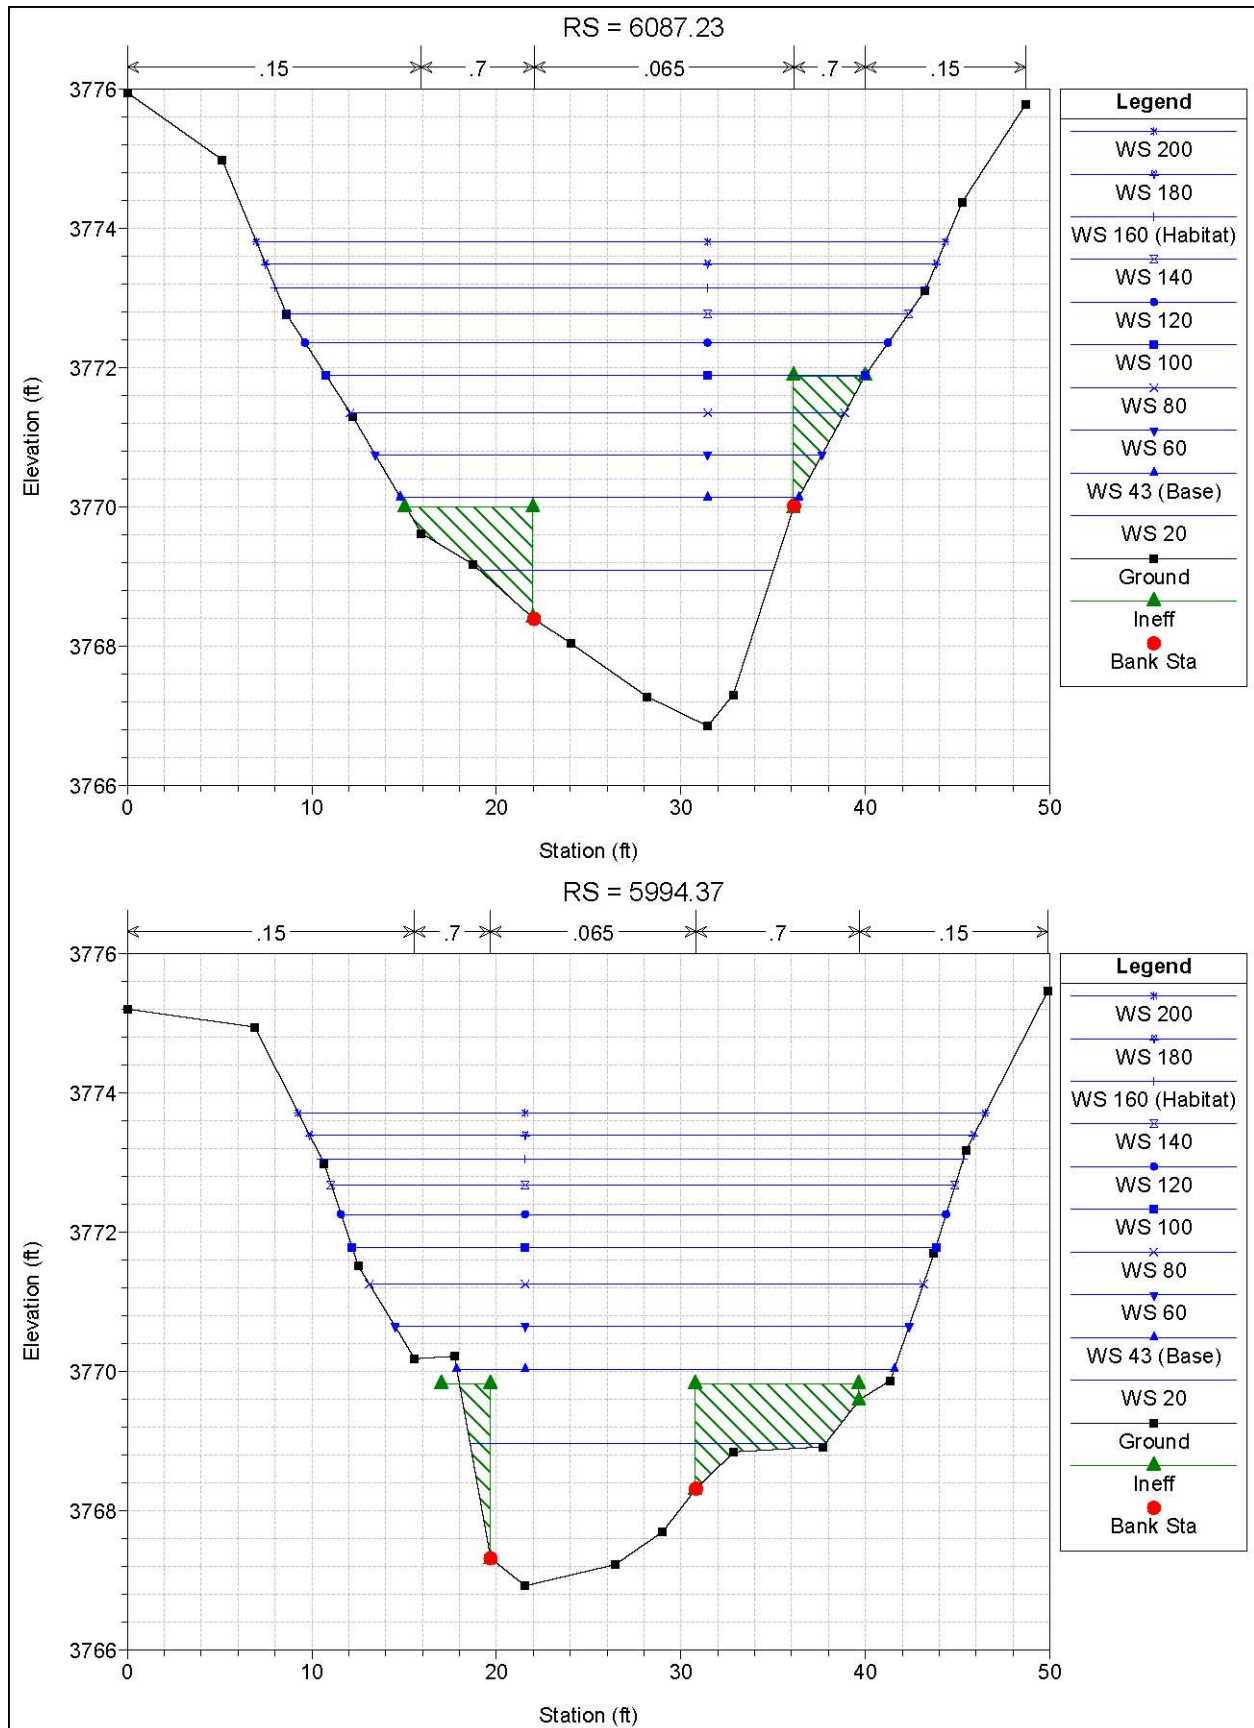 RS = 6087.23
.15 .7 .065 .7 .15
3776
3774
3772
3770
3768
3766
Elevation (ft)
0 10 20 30 40 50
Station (ft)
Legend
WS 200
WS 180
WS 160 (Habitat)
WS 140
WS 120
WS 100
WS 80
WS 60
WS 43 (Base)
WS 20
Ground
Ineff
Bank Sta
RS = 5994.37
.15 .7 .065 .7 .15
3776
3774
3772
3770
3768
3766
Elevation (ft)
0 10 20 30 40 50
Station (ft)
Legend
WS 200
WS 180
WS 160 (Habitat)
WS 140
WS 120
WS 100
WS 80
WS 60
WS 43 (Base)
WS 20
Ground
Ineff
Bank Sta